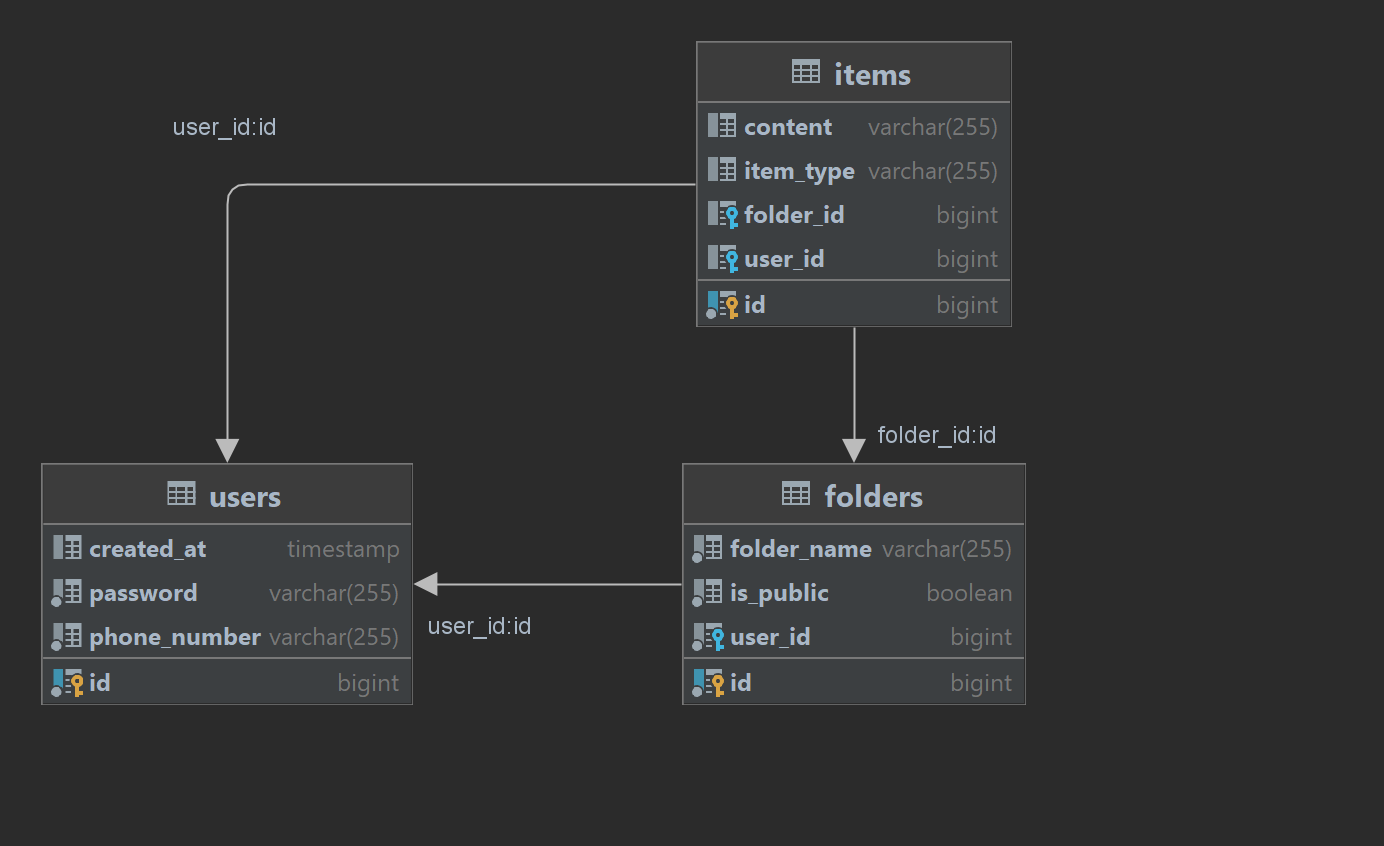 items
user_id:id
content varchar(255)
item_type varchar(255)
folder_id bigint
user_id bigint
id bigint
folder_id:id
users
created_at timestamp
password varchar(255)
phone_number varchar(255)
id bigint
user_id:id
folders
folder_name varchar(255)
is_public boolean
user_id bigint
id bigint